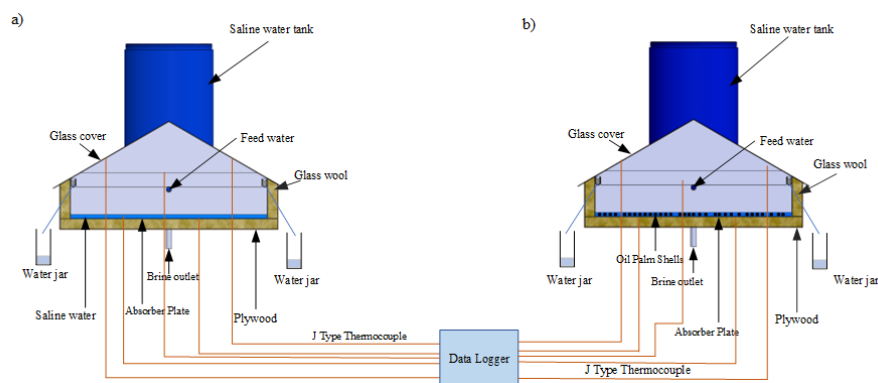 a)
Saline water tank
Glass cover
Feed water
Glass wool
Water jar
Brine outlet
Water jar
Saline water
Absorber Plate
Plywood
J Type Thermocouple
Data Logger
b)
Saline water tank
Glass cover
Feed water
Glass wool
Water jar
Oil Palm Shells
Brine outlet
Water jar
Absorber Plate
Plywood
J Type Thermocouple